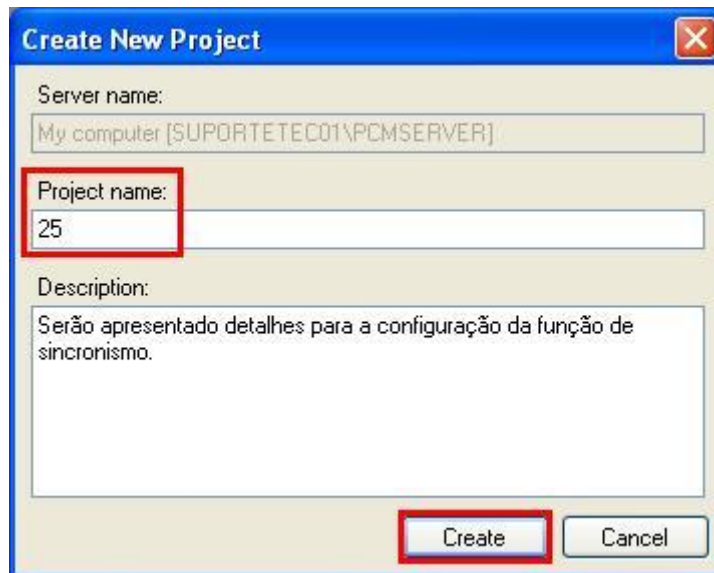 Create New Project
Server name:
My computer [SUPORTETEC01\PCMSERVER]
Project name:
25
Description:
Serão apresentado detalhes para a configuração da função de
sincronismo.
Create
Cancel